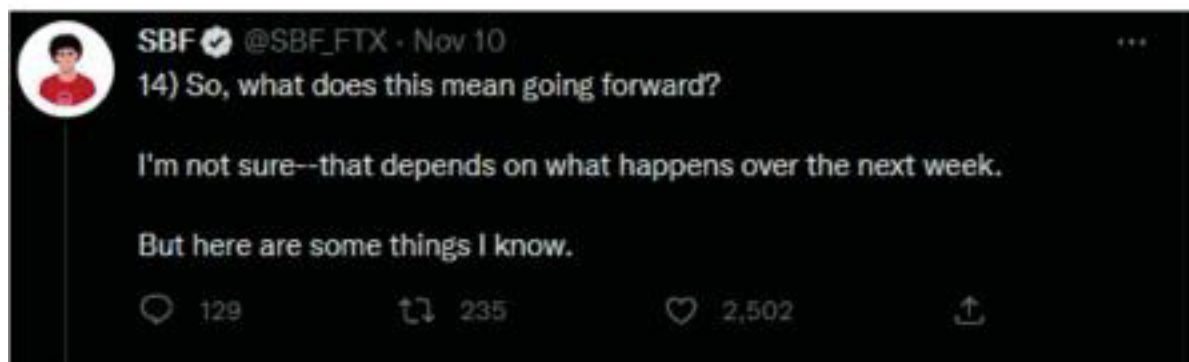 SBF @SBF_FTX · Nov 10
14) So, what does this mean going forward?
I'm not sure--that depends on what happens over the next week.
But here are some things I know.
129 235 2,502